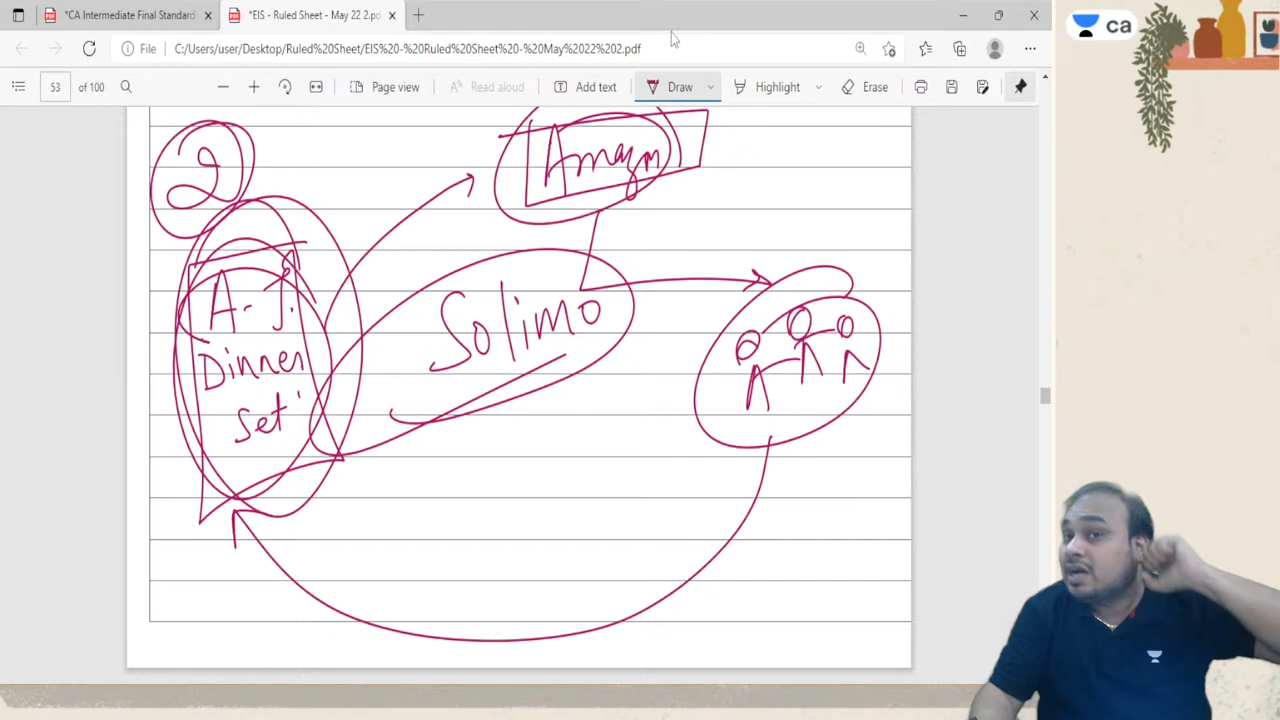 *CA Intermediate Final Standard
*EIS - Ruled Sheet - May 22 2.pd
File
C:/Users/user/Desktop/Ruled%20Sheet/EIS%20-%20Ruled%20Sheet%20-%20May%2022%202.pdf
53 of 100
Page view
Read aloud
Add text
Draw
Highlight
Erase
ca
2
Amazon
A-J.
Dinner
Set'
Solimo